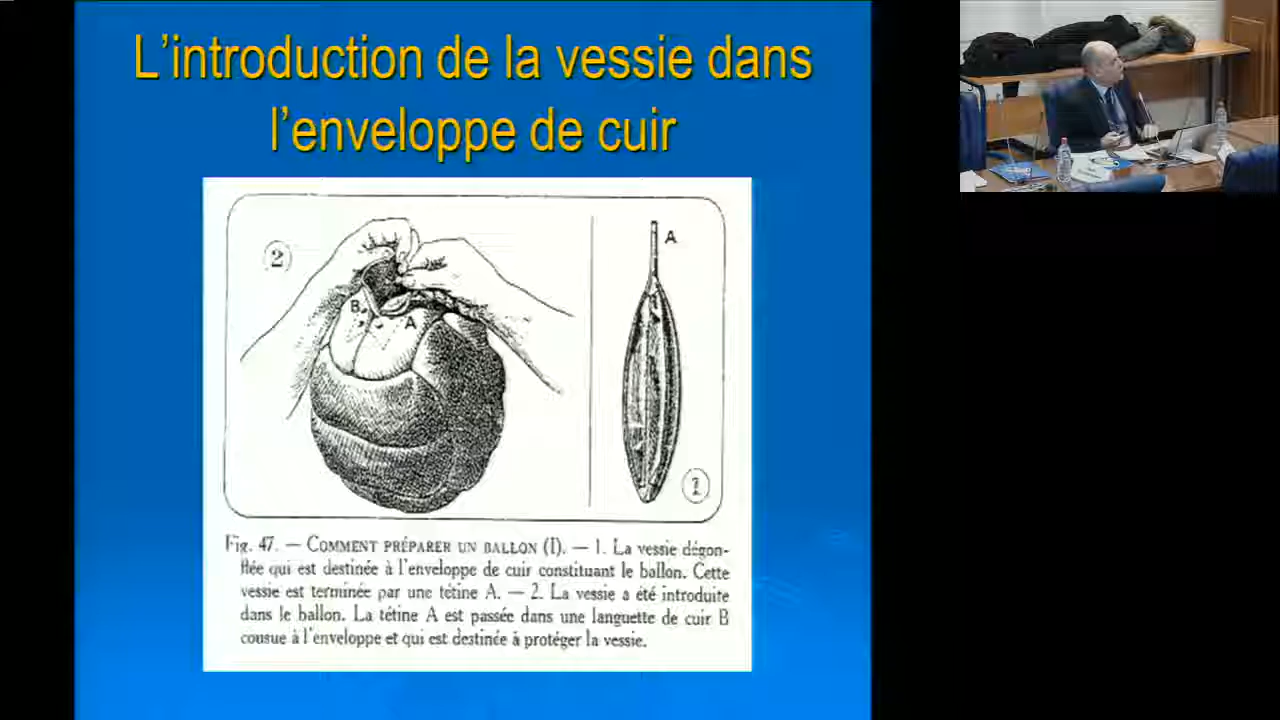 L'introduction de la vessie dans
l'enveloppe de cuir
2
B
A
A
1
Fig. 47. — COMMENT PRÉPARER UN BALLON (I). — 1. La vessie dégon-
flée qui est destinée à l'enveloppe de cuir constituant le ballon. Cette
vessie est terminée par une tétine A. — 2. La vessie a été introduite
dans le ballon. La tétine A est passée dans une languette de cuir B
cousue à l'enveloppe et qui est destinée à protéger la vessie.